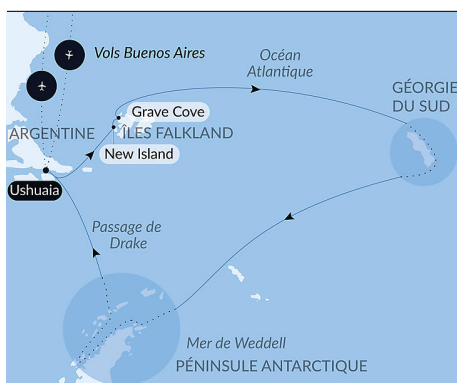 Vols Buenos Aires
Océan
Atlantique
GÉORGIE
DU SUD
Grave Cove
ARGENTINE
ÎLES FALKLAND
New Island
Ushuaia
Passage de
Drake
Mer de Weddell
PÉNINSULE ANTARCTIQUE